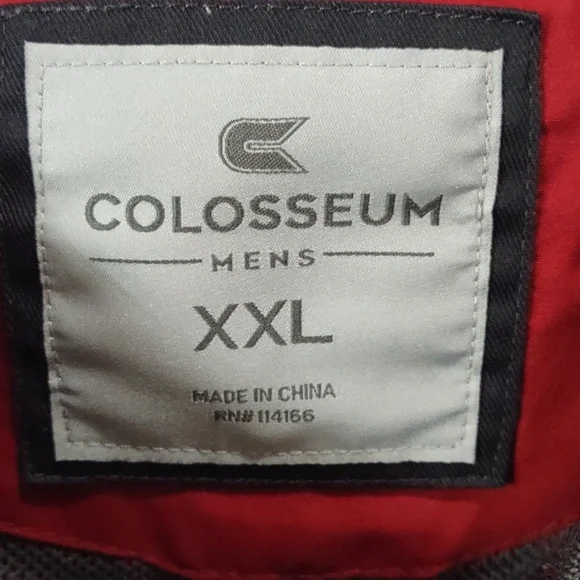 COLOSSEUM
MENS
XXL
MADE IN CHINA
RN# 114166